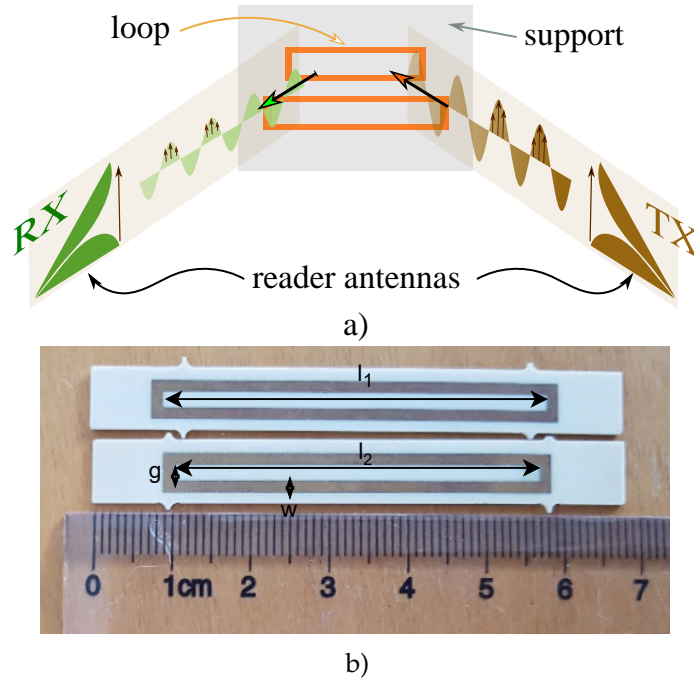 loop
support
RX
TX
reader antennas
a)
l1
l2
g
w
0 1cm 2 3 4 5 6 7
b)